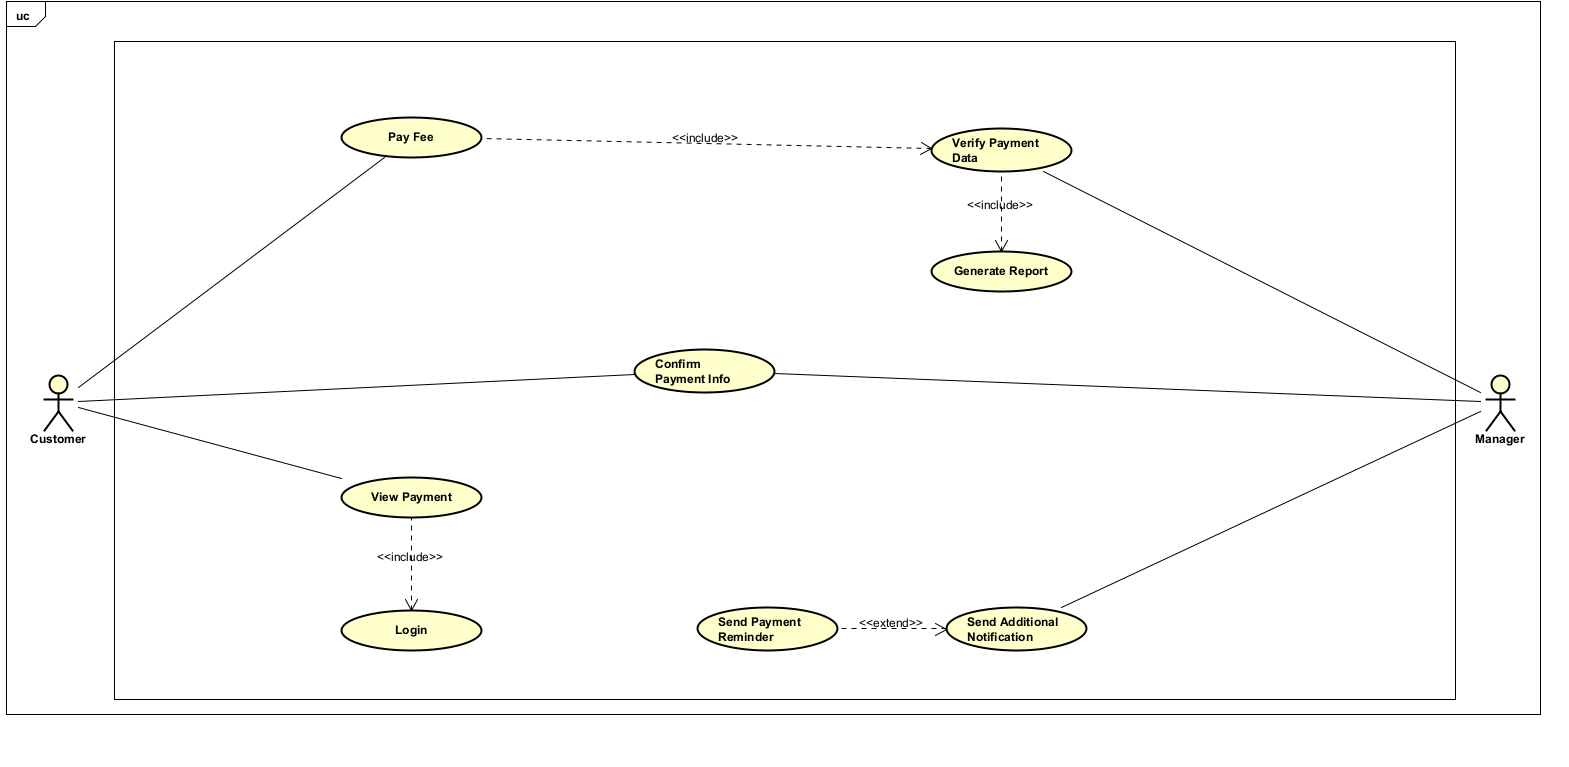 uc
Pay Fee
<<include>>
Verify Payment
Data
<<include>>
Generate Report
Confirm
Payment Info
Customer
Manager
View Payment
<<include>>
Login
Send Payment
Reminder
<<extend>>
Send Additional
Notification